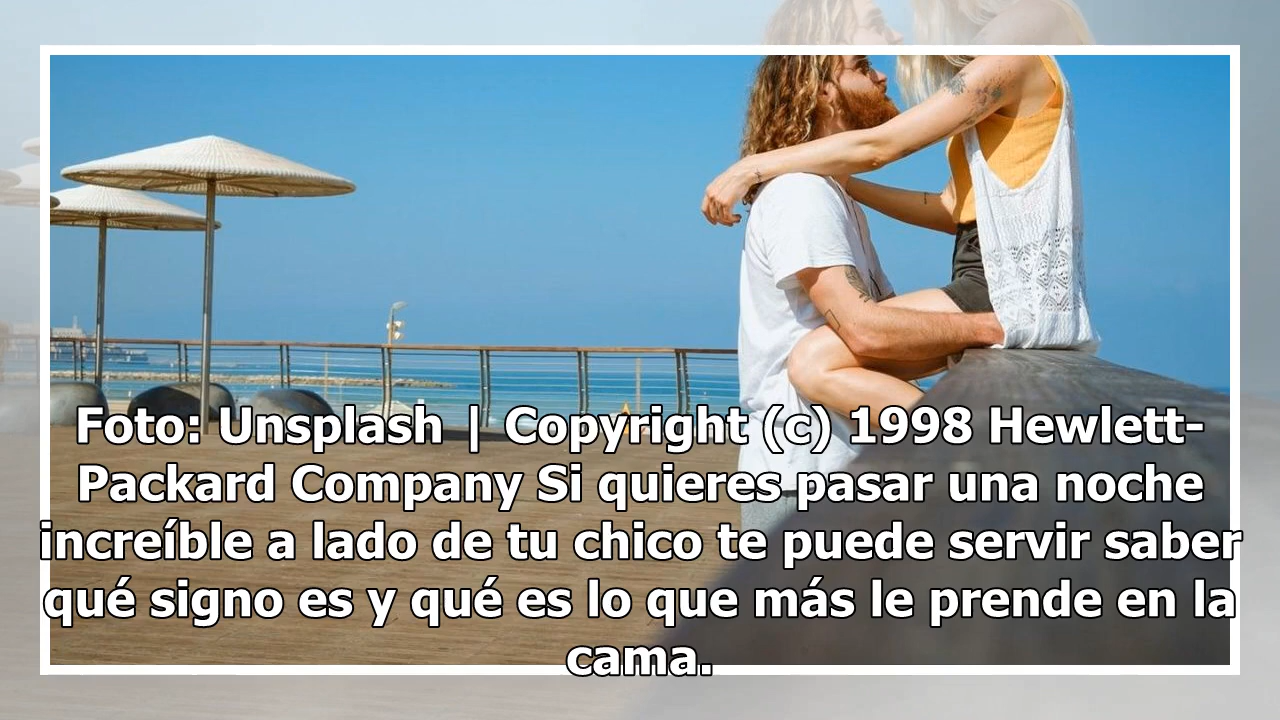 Foto: Unsplash | Copyright (c) 1998 Hewlett-
Packard Company Si quieres pasar una noche
increíble a lado de tu chico te puede servir saber
qué signo es y qué es lo que más le prende en la
cama.